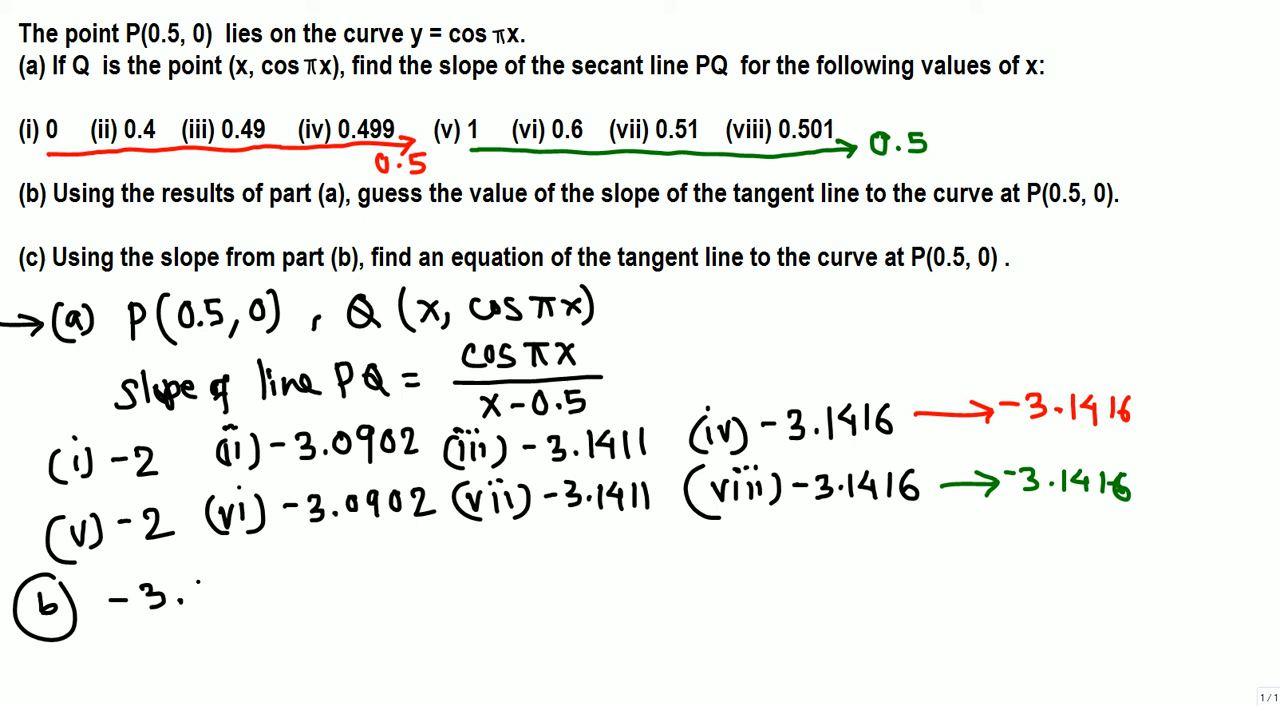 The point P(0.5, 0) lies on the curve y = cos πx.
(a) If Q is the point (x, cos πx), find the slope of the secant line PQ for the following values of x:
(i) 0 (ii) 0.4 (iii) 0.49 (iv) 0.499 (v) 1 (vi) 0.6 (vii) 0.51 (viii) 0.501 0.5
0.5
(b) Using the results of part (a), guess the value of the slope of the tangent line to the curve at P(0.5, 0).
(c) Using the slope from part (b), find an equation of the tangent line to the curve at P(0.5, 0) .
→ (a) P(0.5, 0) , Q (x, cos πx)
slope of line PQ = cos πx / x - 0.5
(i) -2 (ii) -3.0902 (iii) -3.1411 (iv) -3.1416 → -3.1416
(v) -2 (vi) -3.0902 (vii) -3.1411 (viii) -3.1416 → -3.1416
b -3.
1 / 1